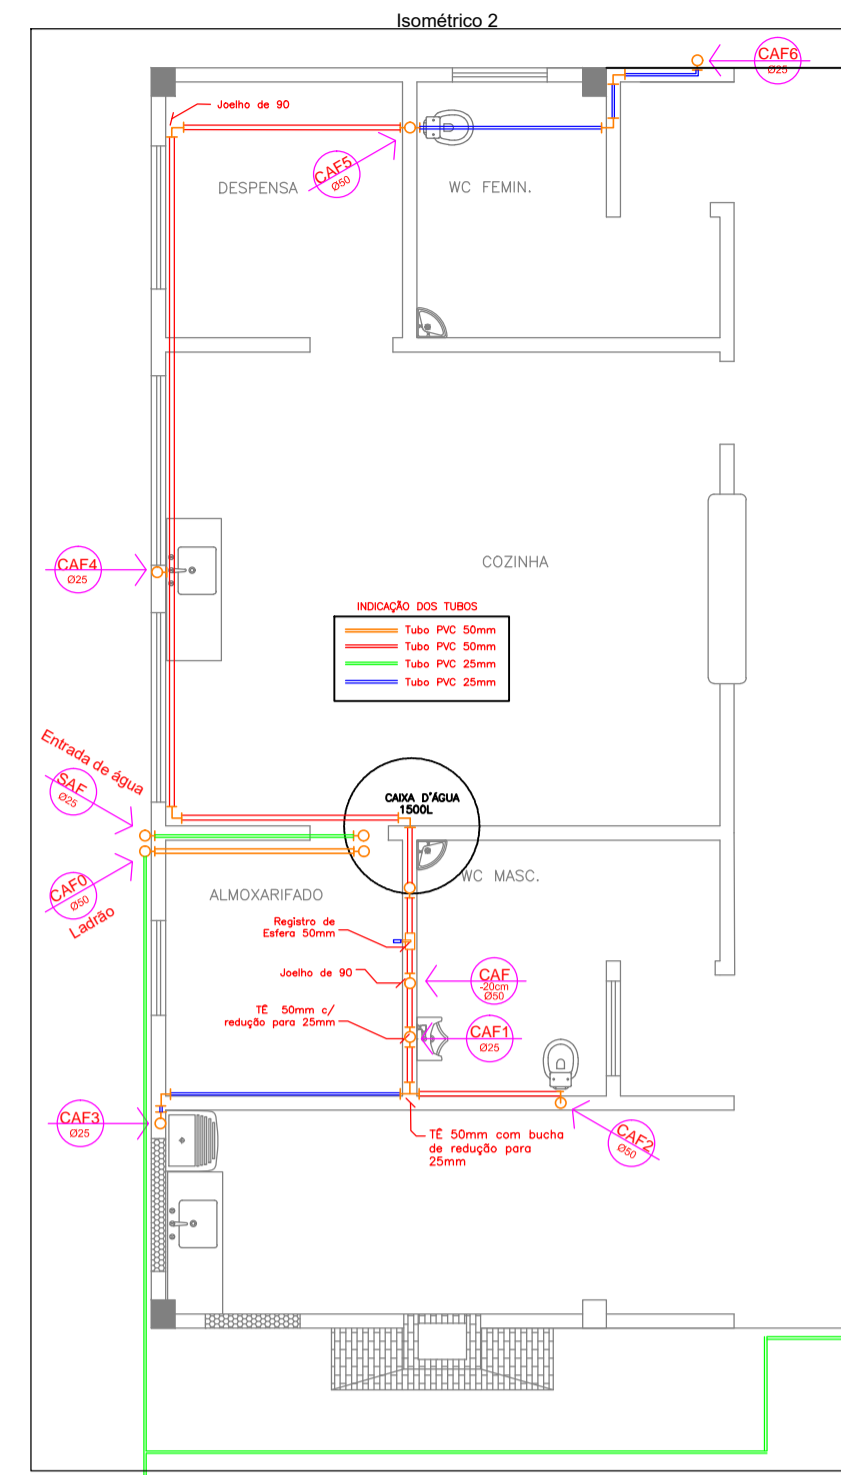 Isométrico 2
CAF6
Ø25
Joelho de 90
CAF5
Ø50
DESPENSA
WC FEMIN.
CAF4
Ø25
COZINHA
INDICAÇÃO DOS TUBOS
Tubo PVC 50mm
Tubo PVC 50mm
Tubo PVC 25mm
Tubo PVC 25mm
Entrada de água
SAF
Ø25
CAIXA D'ÁGUA
1500L
CAF0
Ø50
Ladrão
ALMOXARIFADO
WC MASC.
Registro de
Esfera 50mm
Joelho de 90
CAF
-20cm
Ø50
TÊ 50mm c/
redução para 25mm
CAF1
Ø25
CAF3
Ø25
TÊ 50mm com bucha
de redução para
25mm
CAF2
Ø50